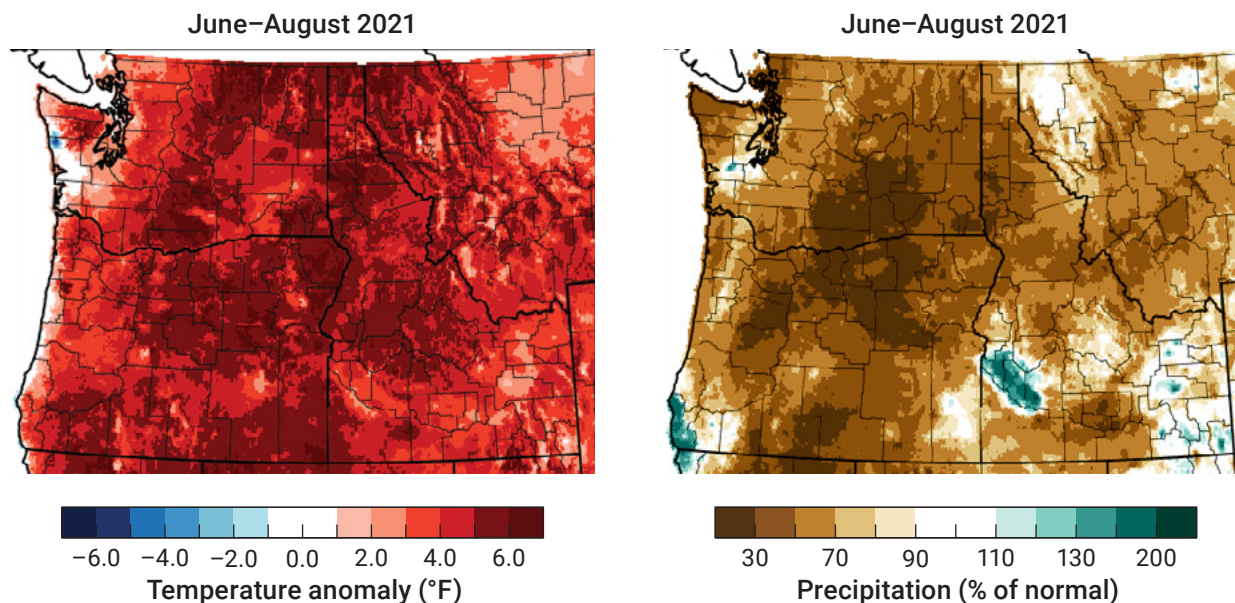 June–August 2021
June–August 2021
−6.0 −4.0 −2.0 0.0 2.0 4.0 6.0
Temperature anomaly (°F)
30 70 90 110 130 200
Precipitation (% of normal)